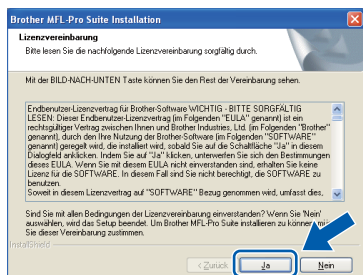 Brother MFL-Pro Suite Installation
Lizenzvereinbarung
Bitte lesen Sie die nachfolgende Lizenzvereinbarung sorgfältig durch.
Mit der BILD-NACH-UNTEN Taste können Sie den Rest der Vereinbarung sehen.
Endbenutzer-Lizenzvertrag für Brother-Software WICHTIG - BITTE SORGFÄLTIG
LESEN: Dieser Endbenutzer-Lizenzvertrag (im Folgenden "EULA" genannt) ist ein
rechtsgültiger Vertrag zwischen Ihnen und Brother Industries, Ltd. (im Folgenden "Brother"
genannt), durch den Ihre Nutzung der Brother-Software (im Folgenden "SOFTWARE"
genannt) geregelt wird, die installiert wird, sobald Sie auf die Schaltfläche "Ja" in diesem
Dialogfeld anklicken. Indem Sie auf "Ja" klicken, unterwerfen Sie sich den Bestimmungen
dieses EULA. Wenn Sie mit diesem EULA nicht einverstanden sind, erhalten Sie keine
Lizenz für die SOFTWARE. In diesem Fall sind Sie nicht berechtigt, die SOFTWARE zu
benutzen.
Soweit in diesem Lizenzvertrag auf "SOFTWARE" Bezug genommen wird, umfasst dies,
Sind Sie mit allen Bedingungen der Lizenzvereinbarung einverstanden? Wenn Sie 'Nein'
auswählen, wird das Setup beendet. Um Brother MFL-Pro Suite installieren zu können,
Sie dieser Vereinbarung zustimmen.
InstallShield
< Zurück
Ja
Nein